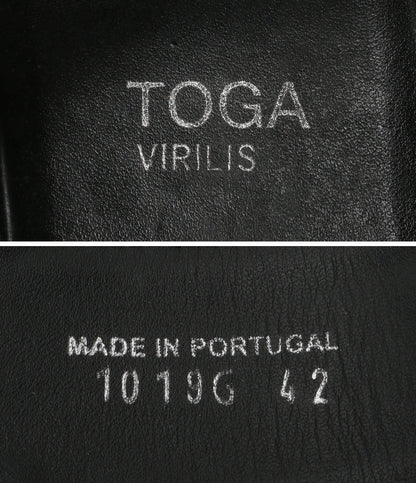 TOGA
VIRILIS
MADE IN PORTUGAL
1019G 42